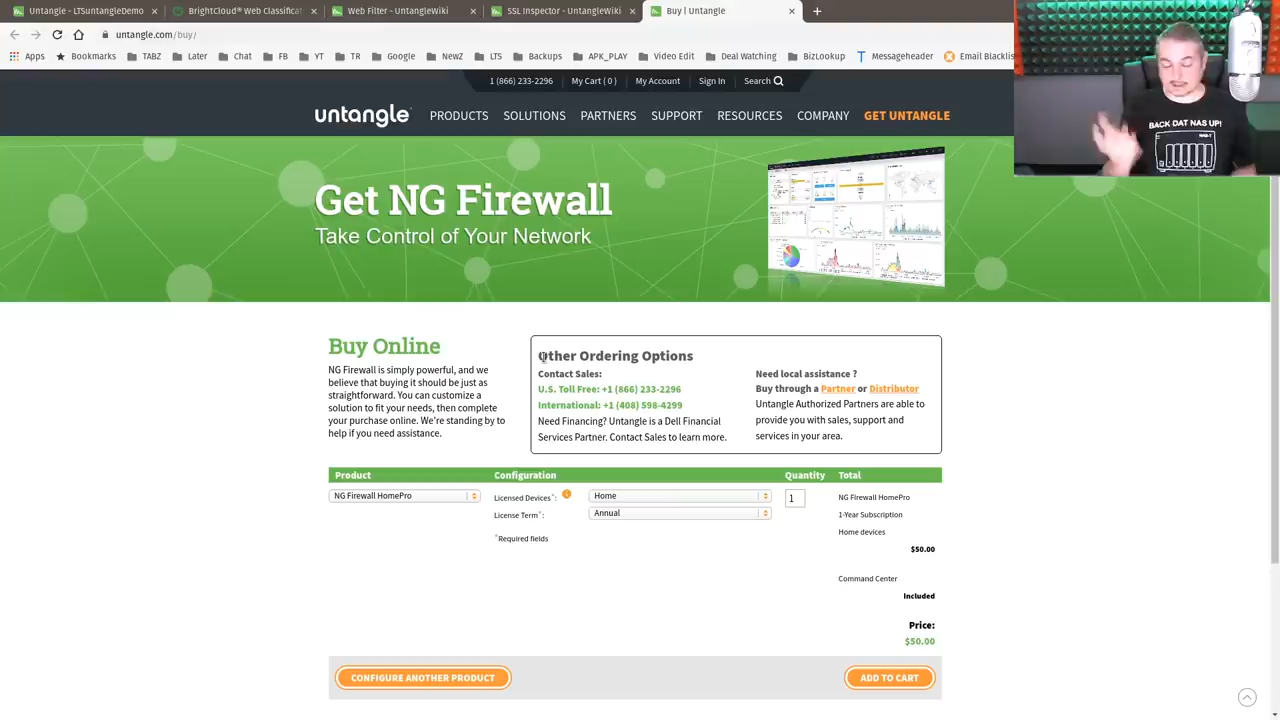 Untangle - LTSuntangleDemo
BrightCloud® Web Classificat
Web Filter - UntangleWiki
SSL Inspector - UntangleWiki
Buy | Untangle
untangle.com/buy/
Apps
Bookmarks
TABZ
Later
Chat
FB
YT
TR
Google
NewZ
LTS
Backups
APK_PLAY
Video Edit
Deal Watching
BizLookup
Messageheader
Email Blacklis
1 (866) 233-2296
My Cart ( 0 )
My Account
Sign In
Search
untangle
PRODUCTS
SOLUTIONS
PARTNERS
SUPPORT
RESOURCES
COMPANY
GET UNTANGLE
BACK DAT NAS UP!
Get NG Firewall
Take Control of Your Network
Buy Online
NG Firewall is simply powerful, and we
believe that buying it should be just as
straightforward. You can customize a
solution to fit your needs, then complete
your purchase online. We're standing by to
help if you need assistance.
Other Ordering Options
Contact Sales:
U.S. Toll Free: +1 (866) 233-2296
International: +1 (408) 598-4299
Need Financing? Untangle is a Dell Financial
Services Partner. Contact Sales to learn more.
Need local assistance ?
Buy through a Partner or Distributor
Untangle Authorized Partners are able to
provide you with sales, support and
services in your area.
Product
Configuration
Quantity
Total
NG Firewall HomePro
Licensed Devices*:
Home
1
License Term*:
Annual
*Required fields
NG Firewall HomePro
1-Year Subscription
Home devices
$50.00
Command Center
Included
Price:
$50.00
CONFIGURE ANOTHER PRODUCT
ADD TO CART